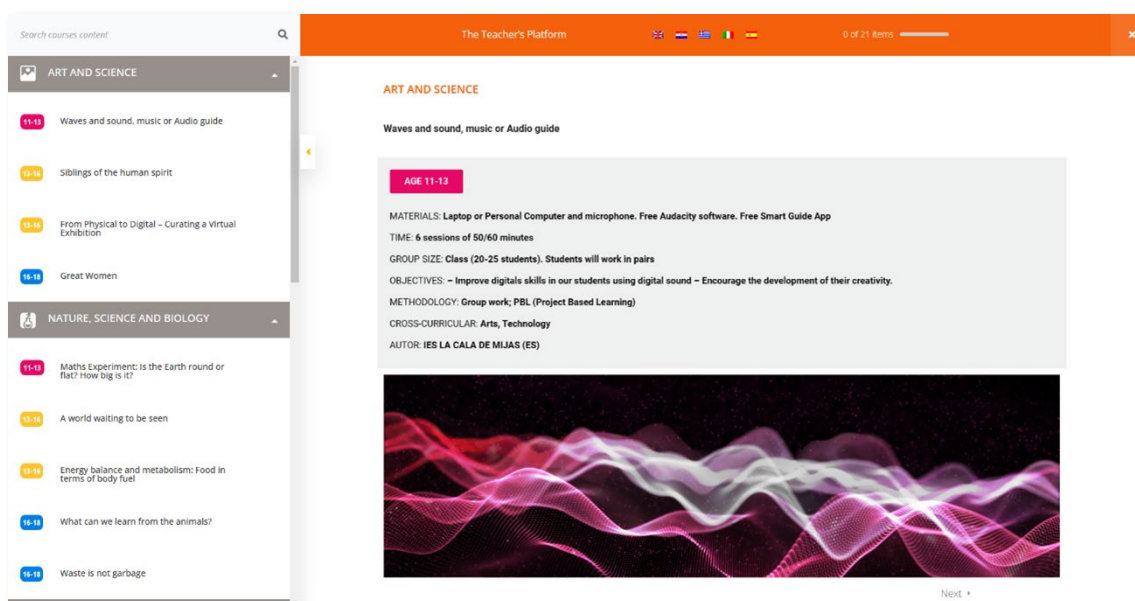 Search courses content
The Teacher's Platform
0 of 21 items
ART AND SCIENCE
11-13
Waves and sound, music or Audio guide
13-16
Siblings of the human spirit
13-16
From Physical to Digital – Curating a Virtual
Exhibition
16-18
Great Women
NATURE, SCIENCE AND BIOLOGY
11-13
Maths Experiment: Is the Earth round or
flat? How big is it?
13-16
A world waiting to be seen
13-16
Energy balance and metabolism: Food in
terms of body fuel
16-18
What can we learn from the animals?
16-18
Waste is not garbage
ART AND SCIENCE
Waves and sound, music or Audio guide
AGE 11-13
MATERIALS: Laptop or Personal Computer and microphone. Free Audacity software. Free Smart Guide App
TIME: 6 sessions of 50/60 minutes
GROUP SIZE: Class (20-25 students). Students will work in pairs
OBJECTIVES: – Improve digitals skills in our students using digital sound – Encourage the development of their creativity.
METHODOLOGY: Group work; PBL (Project Based Learning)
CROSS-CURRICULAR: Arts, Technology
AUTOR: IES LA CALA DE MIJAS (ES)
Next